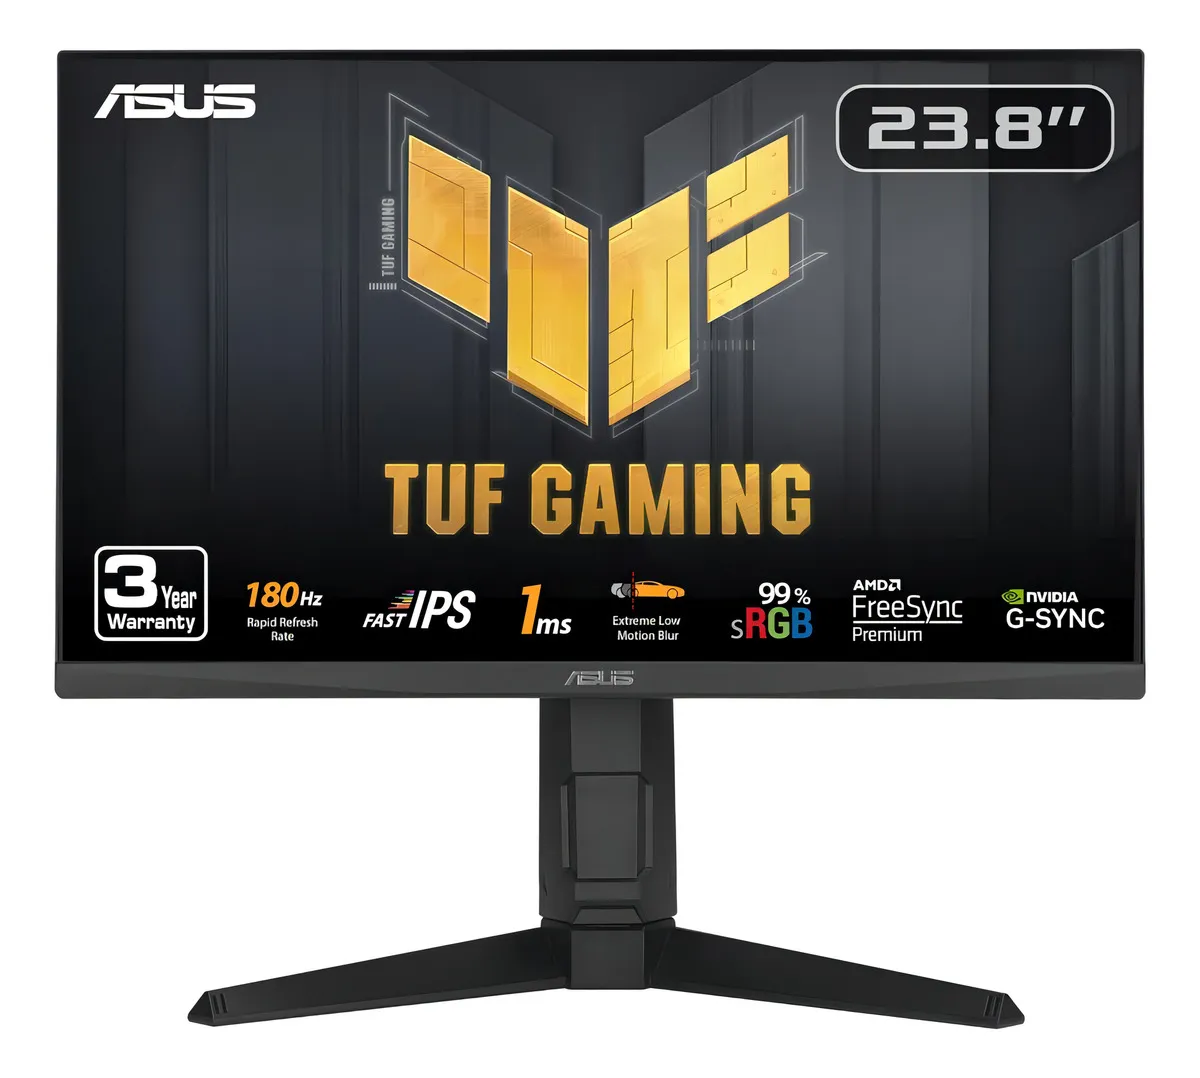 ASUS
23.8"
TUF GAMING
TUF GAMING
3 Year
Warranty
180Hz
Rapid Refresh
Rate
FAST IPS
1ms
Extreme Low
Motion Blur
99%
sRGB
AMD
FreeSync
Premium
NVIDIA
G-SYNC
ASUS